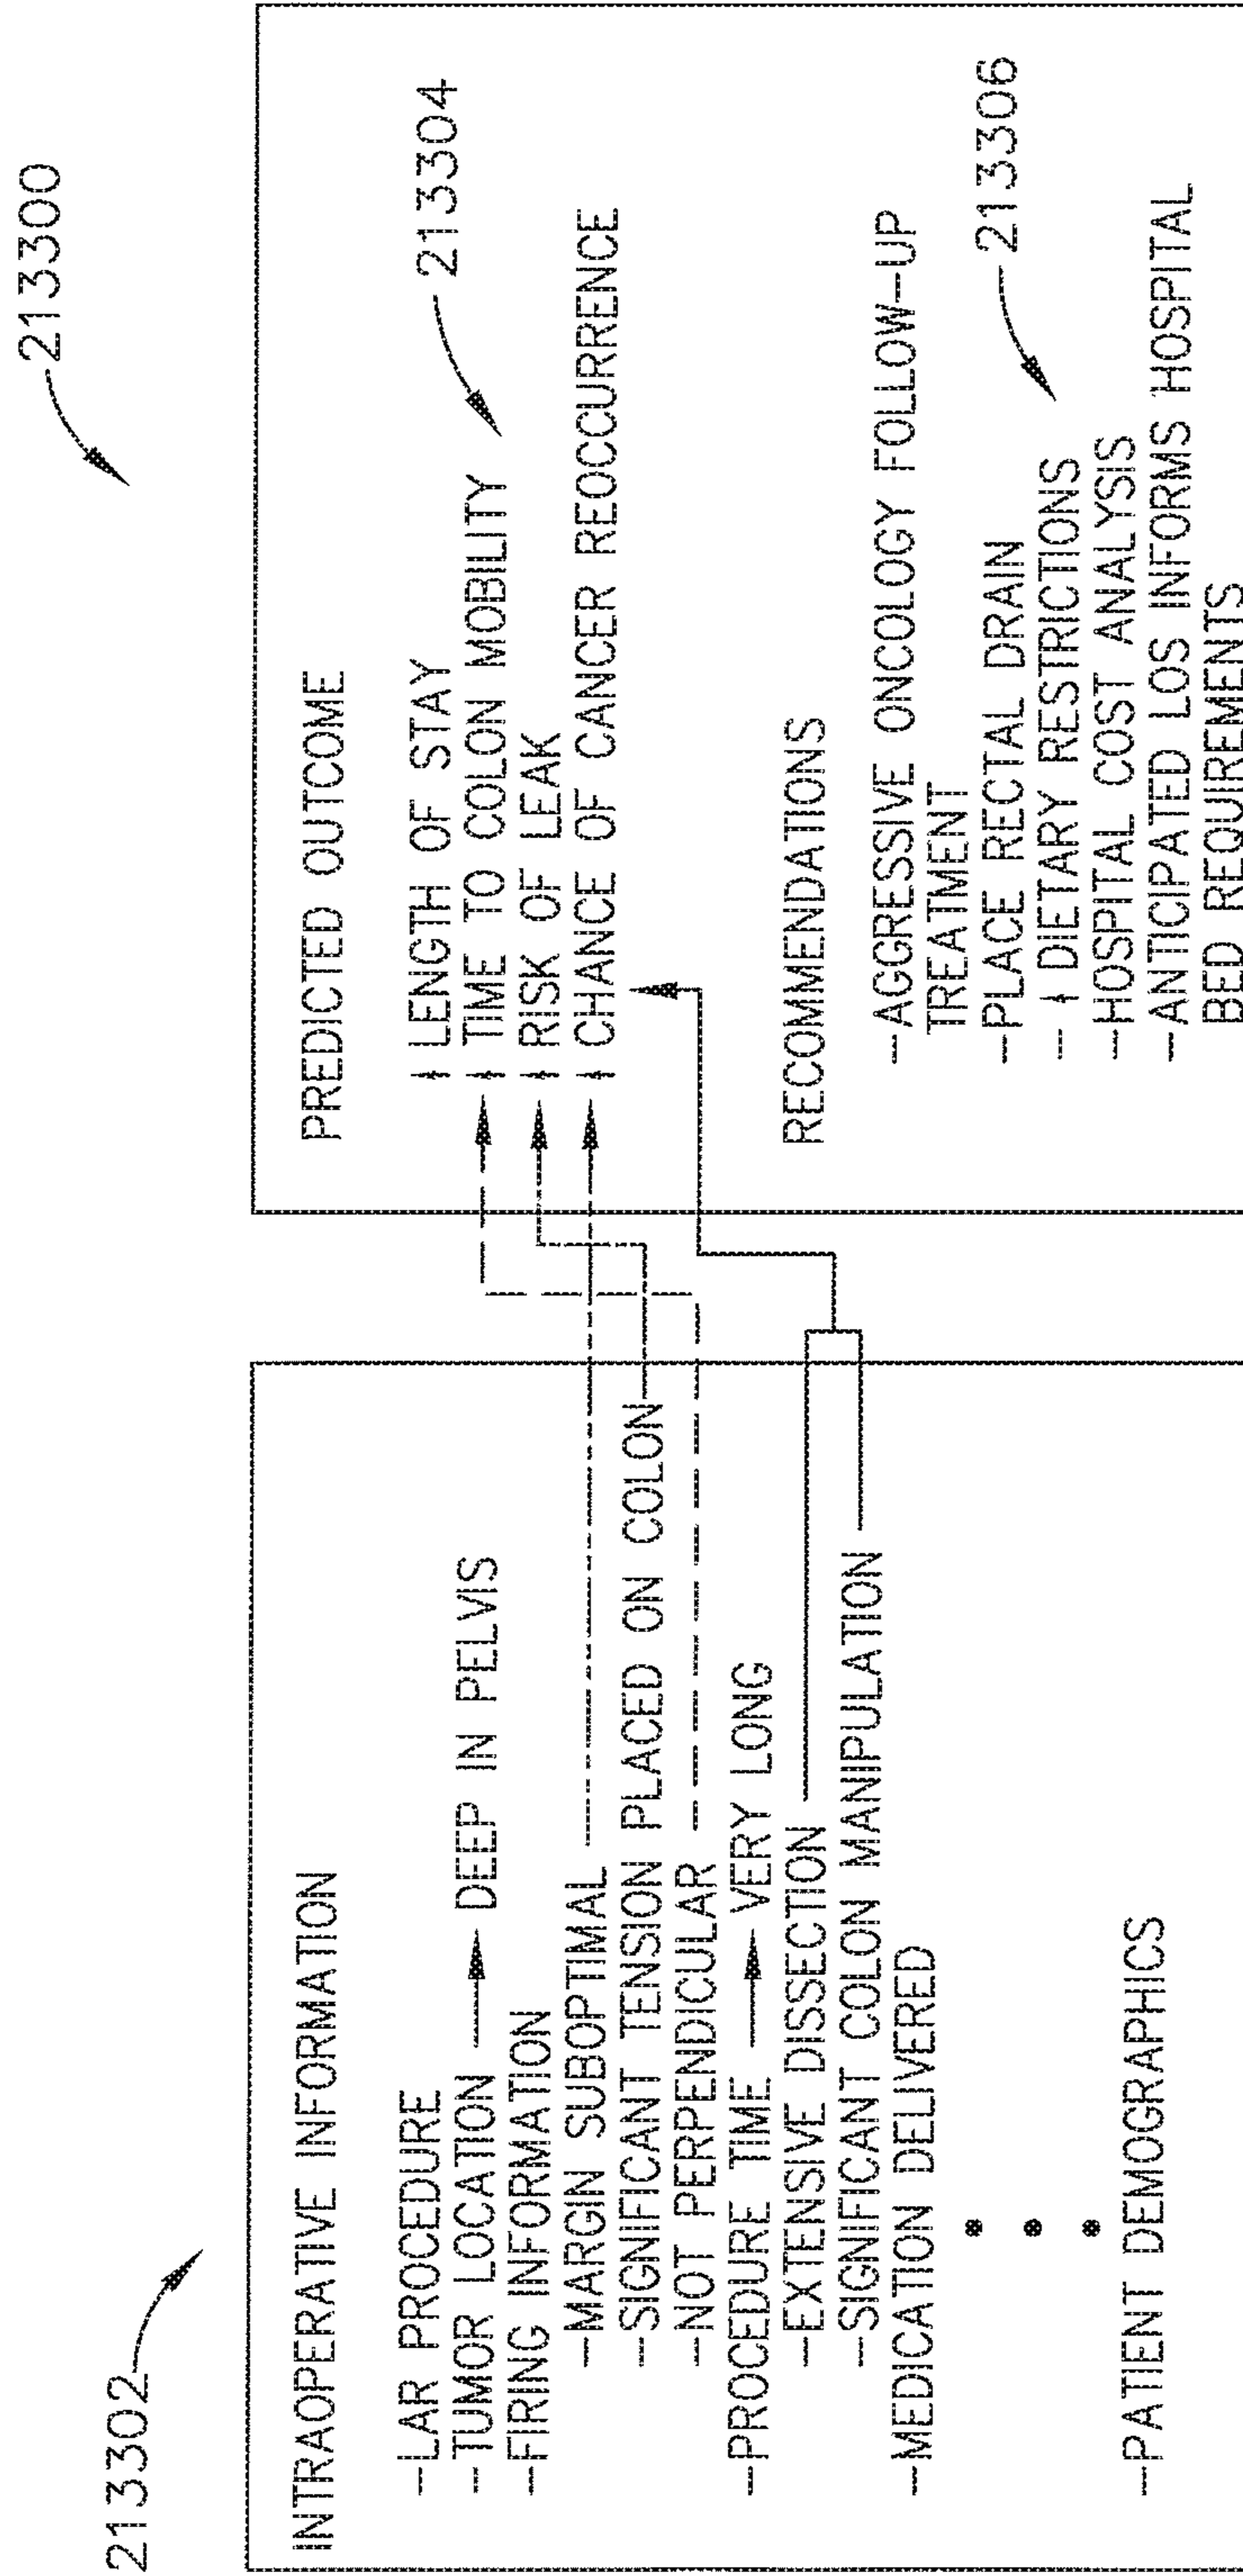 213300
213302
INTRAOPERATIVE INFORMATION
-LAR PROCEDURE
-TUMOR LOCATION → DEEP IN PELVIS
-FIRING INFORMATION
-MARGIN SUBOPTIMAL
-SIGNIFICANT TENSION PLACED ON COLON
-NOT PERPENDICULAR
-PROCEDURE TIME → VERY LONG
-EXTENSIVE DISSECTION
-SIGNIFICANT COLON MANIPULATION
-MEDICATION DELIVERED
-PATIENT DEMOGRAPHICS
PREDICTED OUTCOME
↑ LENGTH OF STAY
↑ TIME TO COLON MOBILITY
213304
↑ RISK OF LEAK
↑ CHANCE OF CANCER REOCCURRENCE
RECOMMENDATIONS
-AGGRESSIVE ONCOLOGY FOLLOW-UP
TREATMENT
-PLACE RECTAL DRAIN
213306
- ↑ DIETARY RESTRICTIONS
-HOSPITAL COST ANALYSIS
-ANTICIPATED LOS INFORMS HOSPITAL
BED REQUIREMENTS